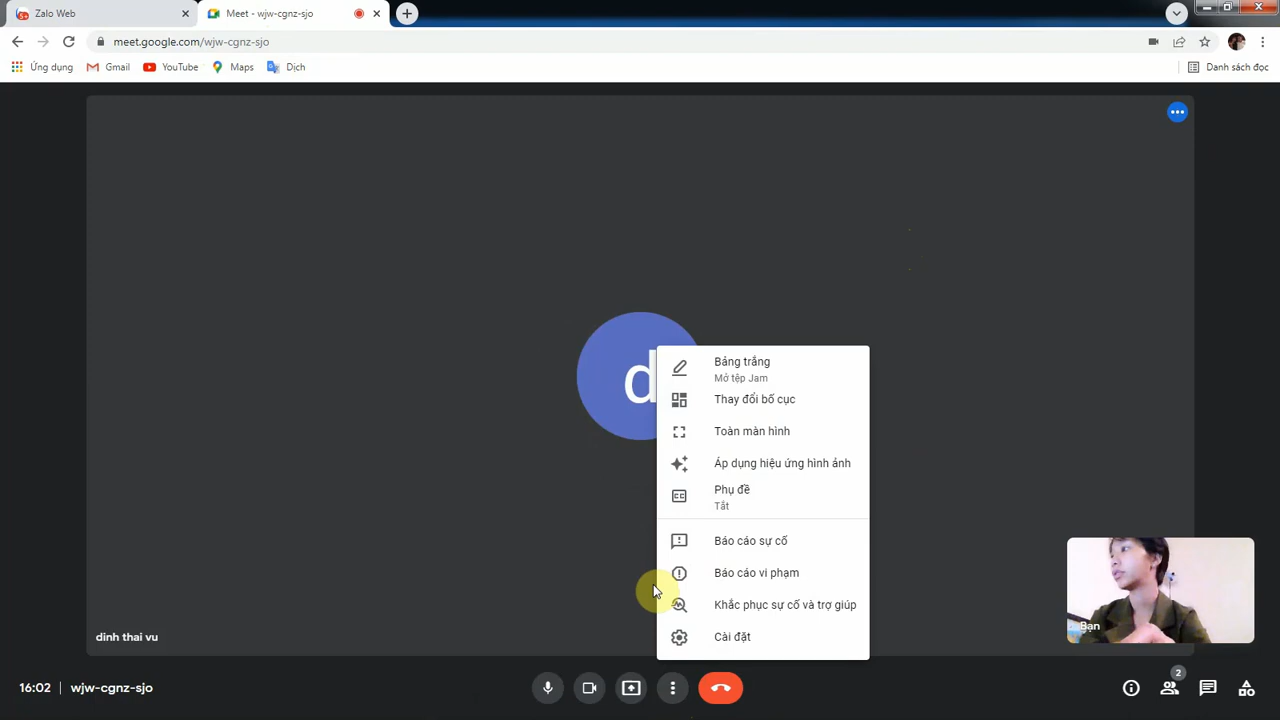 Zalo Web
Meet - wjw-cgnz-sjo
meet.google.com/wjw-cgnz-sjo
Ứng dụng
Gmail
YouTube
Maps
Dịch
Danh sách đọc
d
Bảng trắng
Mở tệp Jam
Thay đổi bố cục
Toàn màn hình
Áp dụng hiệu ứng hình ảnh
CC
Phụ đề
Tắt
Báo cáo sự cố
Báo cáo vi phạm
Khắc phục sự cố và trợ giúp
Cài đặt
Bạn
dinh thai vu
16:02 | wjw-cgnz-sjo
2